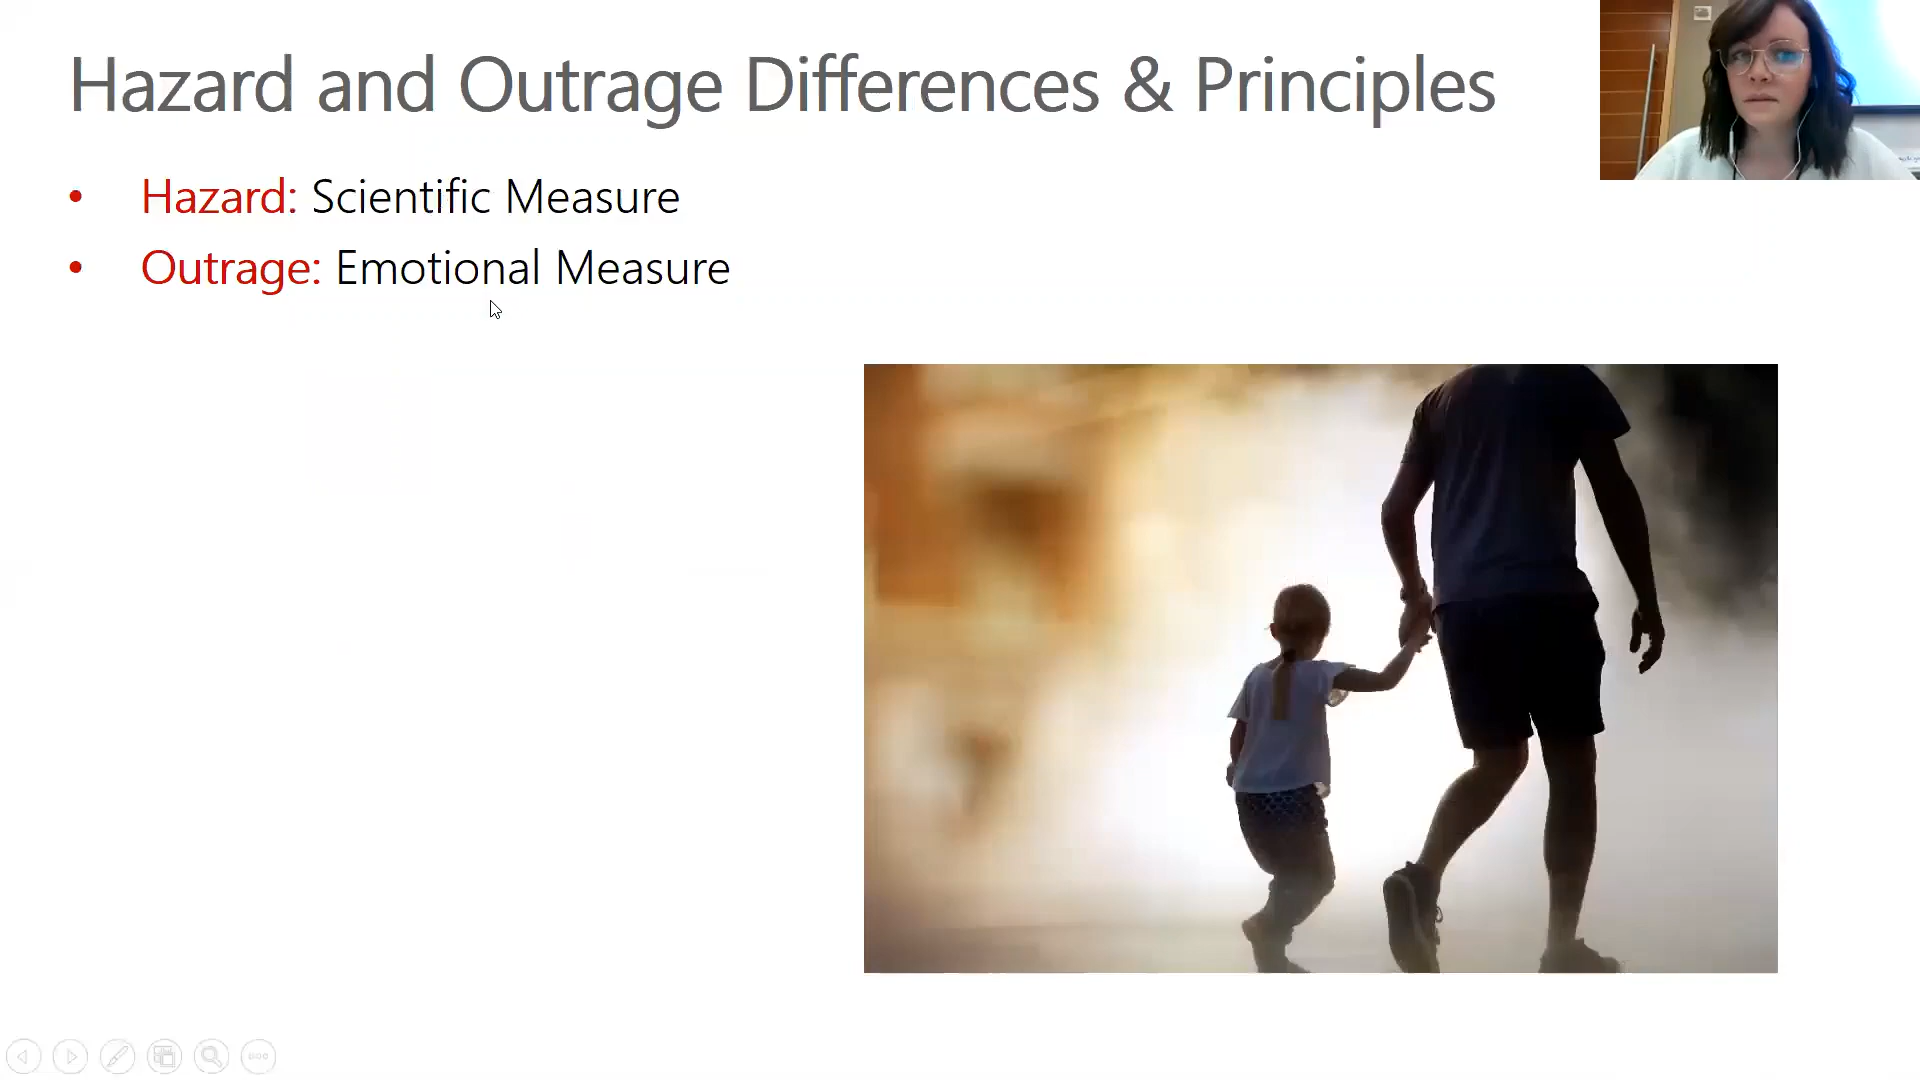 Hazard and Outrage Differences & Principles
• Hazard: Scientific Measure
• Outrage: Emotional Measure